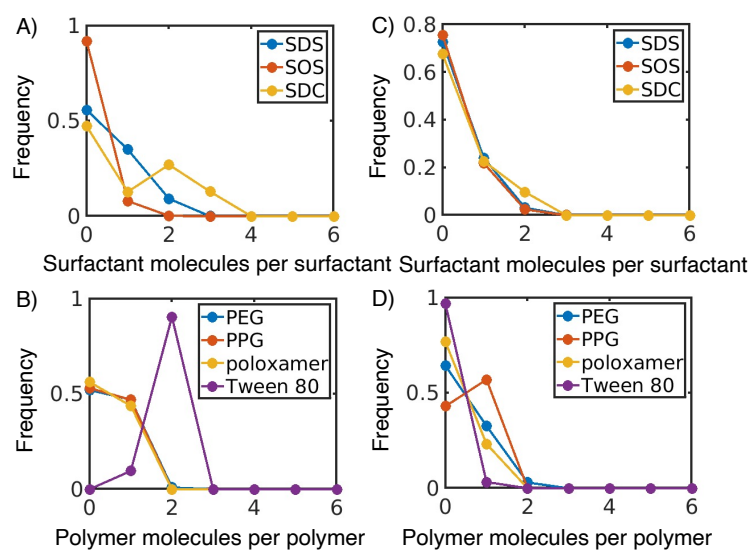 A)
1
0.5
0
Frequency
SDS
SOS
SDC
0 2 4 6
Surfactant molecules per surfactant
C)
0.8
0.6
0.4
0.2
0
Frequency
SDS
SOS
SDC
0 2 4 6
Surfactant molecules per surfactant
B)
1
0.5
0
Frequency
PEG
PPG
poloxamer
Tween 80
0 2 4 6
Polymer molecules per polymer
D)
1
0.5
0
Frequency
PEG
PPG
poloxamer
Tween 80
0 2 4 6
Polymer molecules per polymer